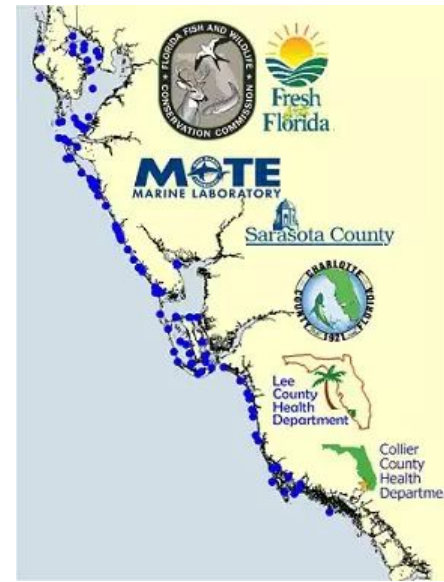 FLORIDA FISH AND WILDLIFE
CONSERVATION COMMISSION
Fresh
Florida
MOTE
MARINE LABORATORY
Sarasota County
CHARLOTTE
COUNTY
FLORIDA
1921
Lee
County
Health
Department
Collier
County
Health
Departme